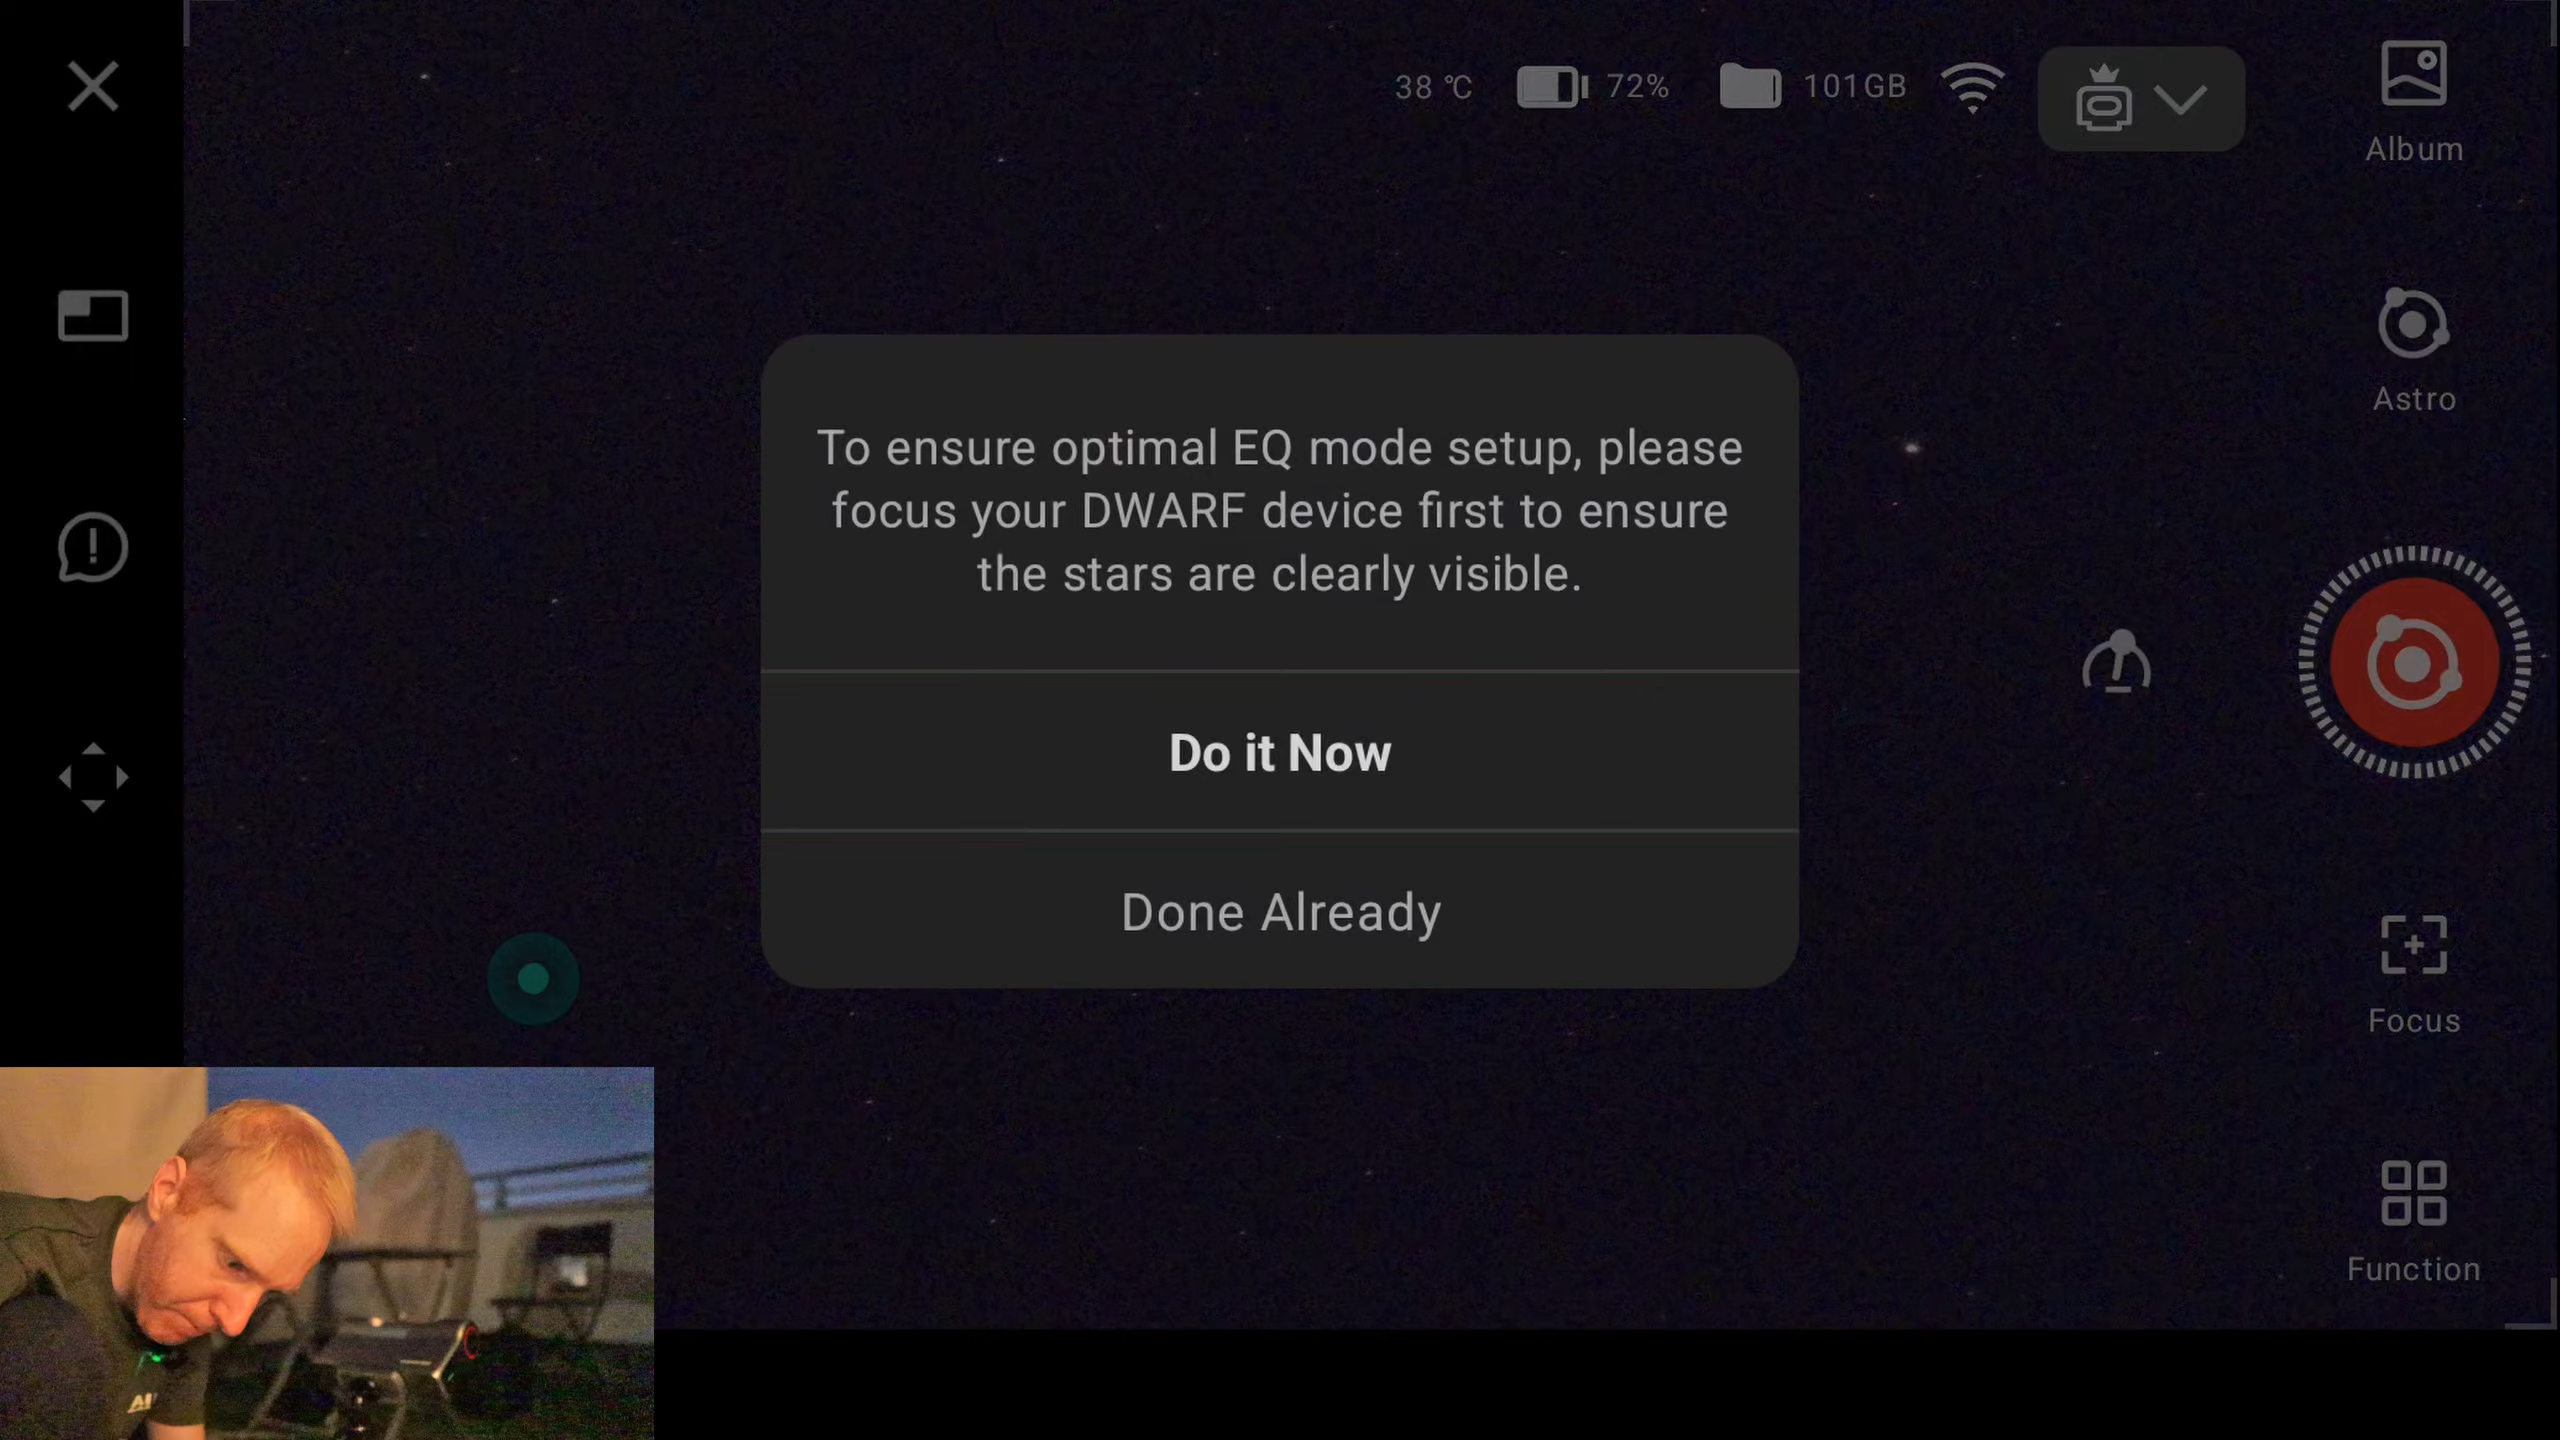 38 °C 72% 101GB
Album
Astro
To ensure optimal EQ mode setup, please
focus your DWARF device first to ensure
the stars are clearly visible.
Do it Now
Done Already
Focus
Function